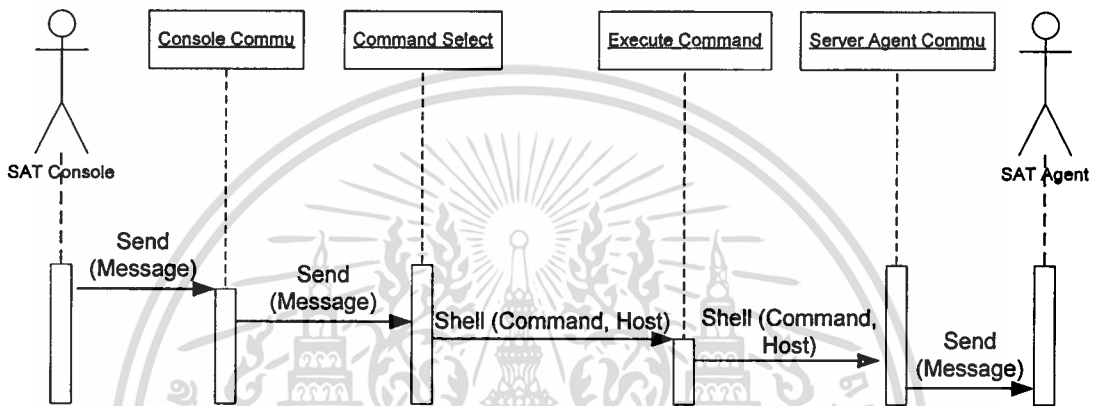 Console Commu
Command Select
Execute Command
Server Agent Commu
SAT Console
SAT Agent
Send
(Message)
Send
(Message)
Shell (Command, Host)
Shell (Command,
Host)
Send
(Message)